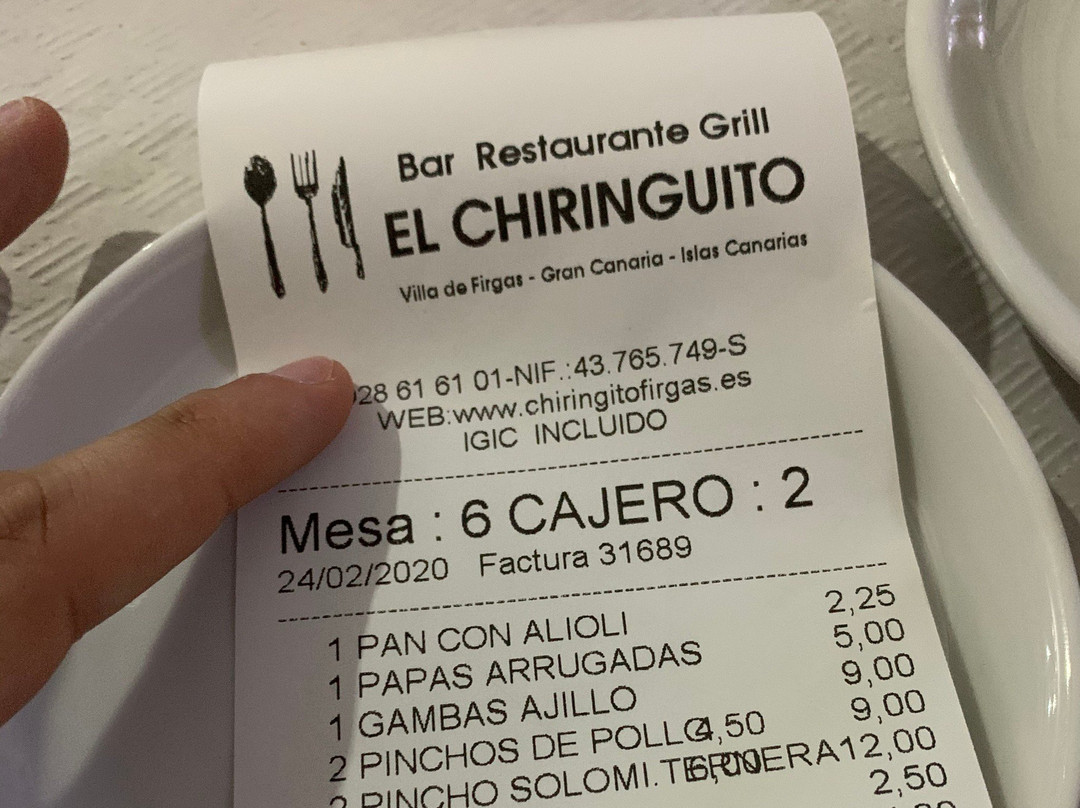 Bar Restaurante Grill
EL CHIRINGUITO
Villa de Firgas - Gran Canaria - Islas Canarias
28 61 61 01-NIF.:43.765.749-S
WEB:www.chiringitofirgas.es
IGIC INCLUIDO
Mesa : 6 CAJERO : 2
24/02/2020 Factura 31689
1 PAN CON ALIOLI 2,25
1 PAPAS ARRUGADAS 5,00
1 GAMBAS AJILLO 9,00
2 PINCHOS DE POLLO 4,50 9,00
2 PINCHO SOLOMI.TERNERA 6,00 12,00
2,50